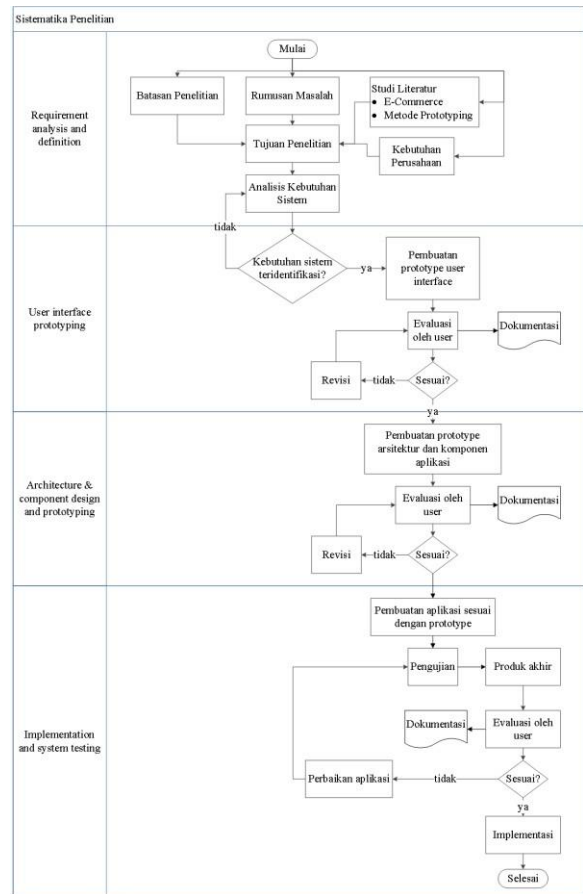 Sistematika Penelitian
Requirement
analysis and
definition
Mulai
Batasan Penelitian
Rumusan Masalah
Studi Literatur
● E-Commerce
● Metode Prototyping
Tujuan Penelitian
Kebutuhan
Perusahaan
Analisis Kebutuhan
Sistem
tidak
User interface
prototyping
Kebutuhan sistem
teridentifikasi?
ya
Pembuatan
prototype user
interface
Evaluasi
oleh user
Dokumentasi
Revisi
tidak
Sesuai?
ya
Architecture &
component design
and prototyping
Pembuatan prototype
arsitektur dan komponen
aplikasi
Evaluasi oleh
user
Dokumentasi
Revisi
tidak
Sesuai?
Implementation
and system testing
Pembuatan aplikasi sesuai
dengan prototype
Pengujian
Produk akhir
Dokumentasi
Evaluasi oleh
user
Perbaikan aplikasi
tidak
Sesuai?
ya
Implementasi
Selesai